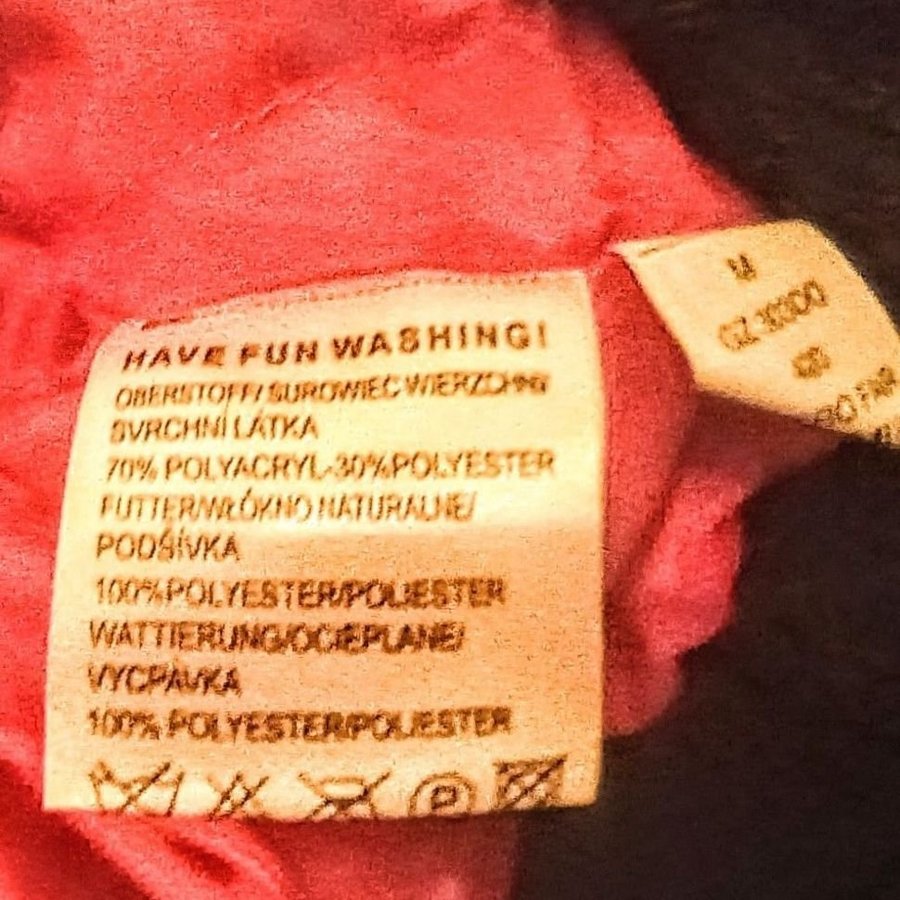 HAVE FUN WASHING!
OBERSTOFF/SUROWIEC WIERZCHNI/
SVRCHNÍ LÁTKA
70% POLYACRYL-30%POLYESTER
FUTTER/WŁÓKNO NATURALNE/
PODŠÍVKA
100%POLYESTER/POLIESTER
WATTIERUNG/OCIEPLANE/
VYCPÁVKA
100% POLYESTER/POLIESTER
P
M